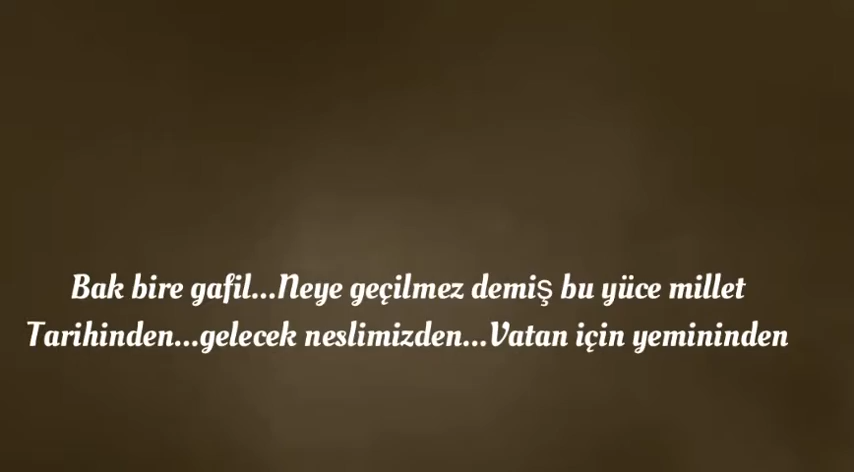 Bak bire gafil...Neye geçilmez demiş bu yüce millet
Tarihinden...gelecek neslimizden...Vatan için yemininden